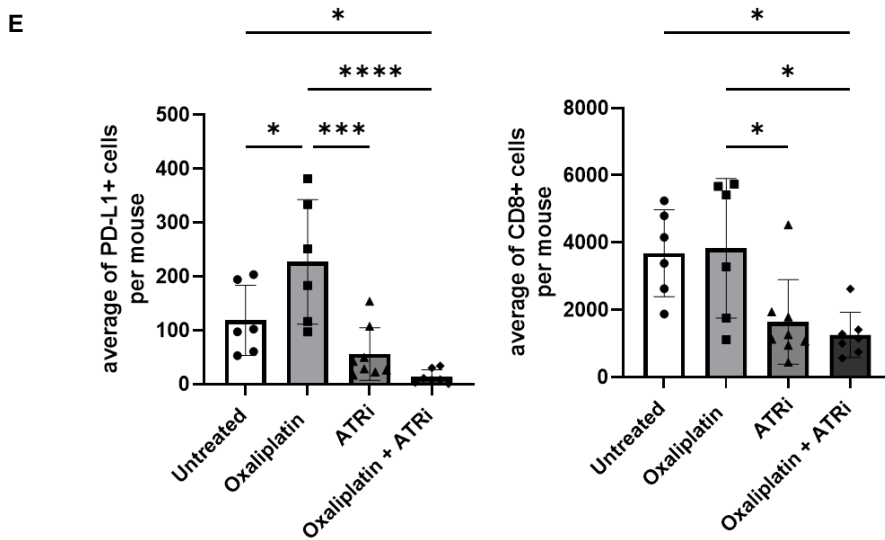 E
*
****
*
***
average of PD-L1+ cells
per mouse
500
400
300
200
100
0
Untreated
Oxaliplatin
ATRi
Oxaliplatin + ATRi
*
*
*
average of CD8+ cells
per mouse
8000
6000
4000
2000
0
Untreated
Oxaliplatin
ATRi
Oxaliplatin + ATRi